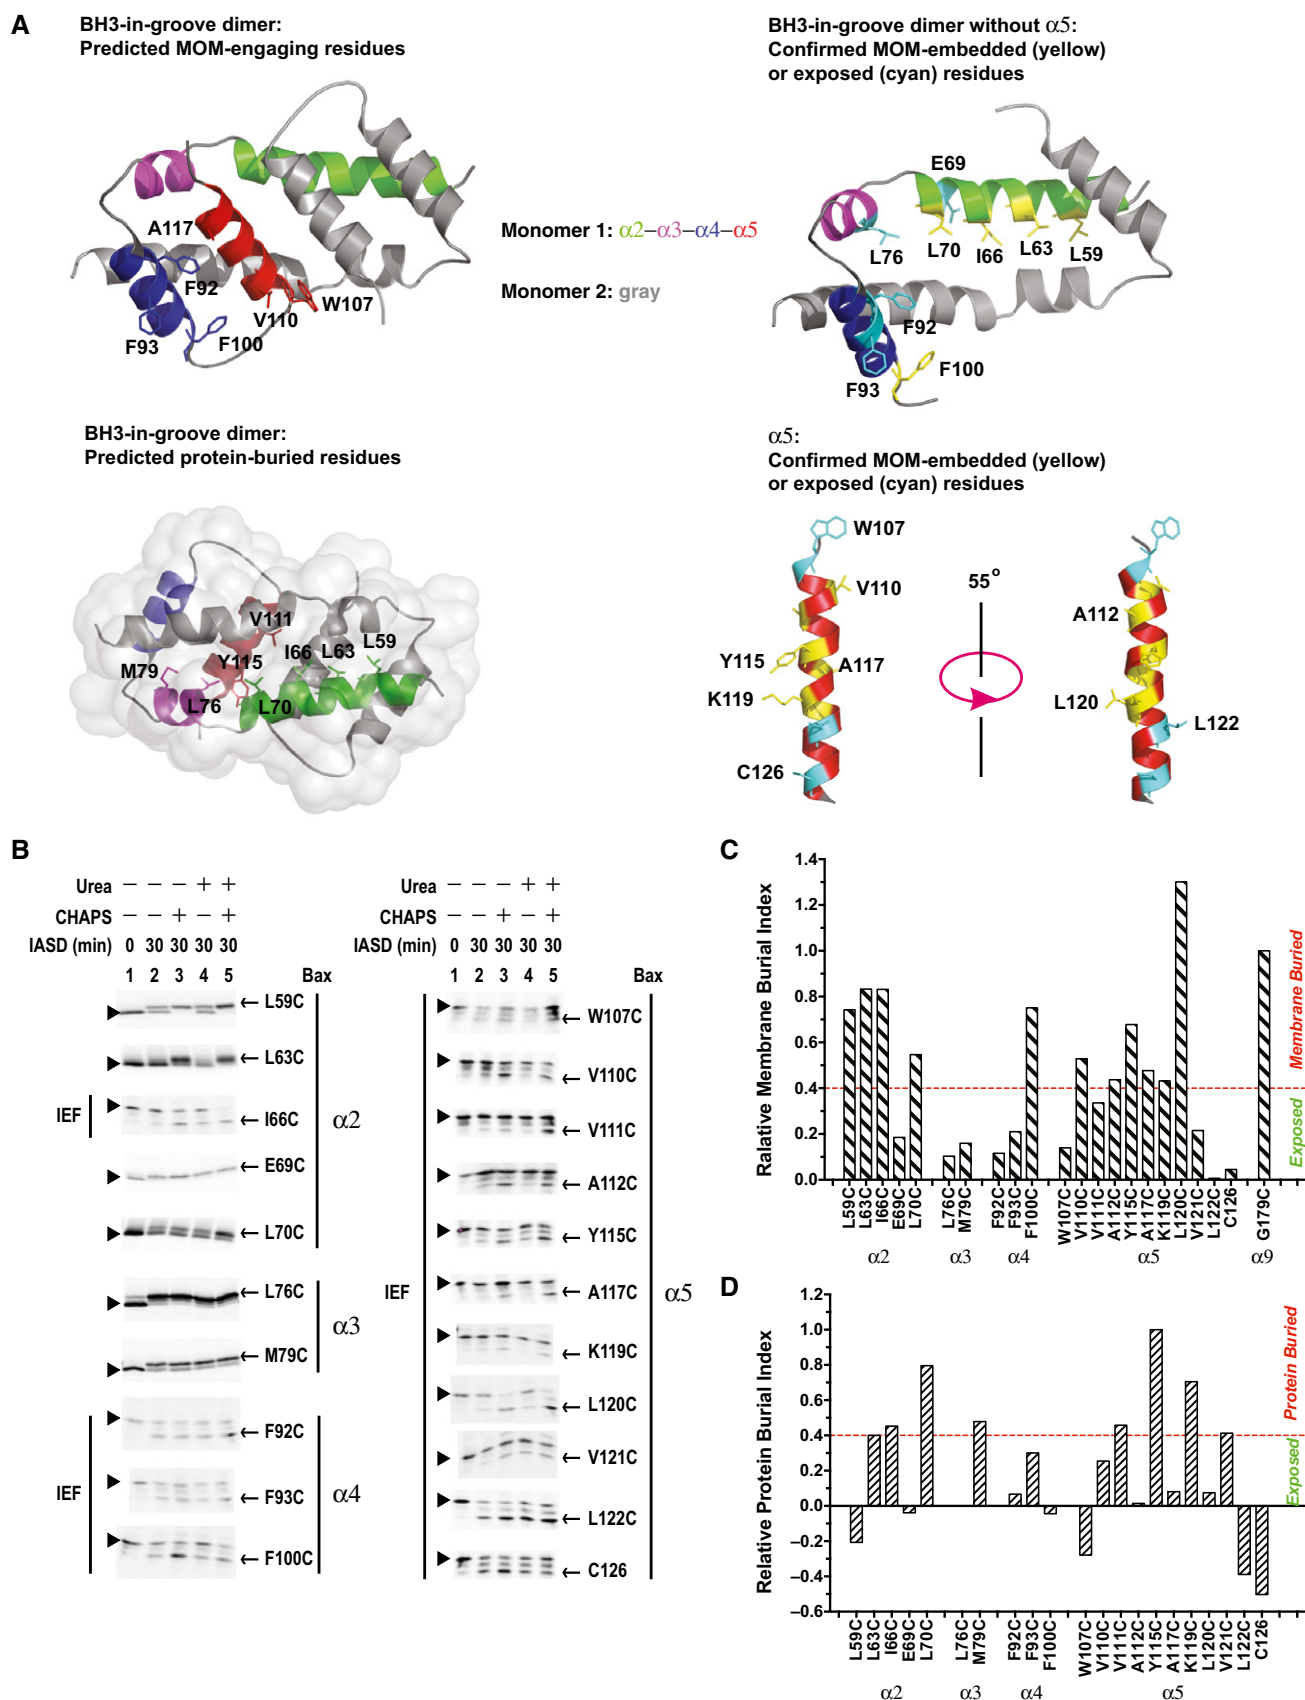 A
BH3-in-groove dimer:
Predicted MOM-engaging residues
A117
F92
F93
F100
V110
W107
Monomer 1: α2–α3–α4–α5
Monomer 2: gray
BH3-in-groove dimer without α5:
Confirmed MOM-embedded (yellow)
or exposed (cyan) residues
E69
L76
L70
I66
L63
L59
F92
F93
F100
BH3-in-groove dimer:
Predicted protein-buried residues
V111
M79
Y115
I66
L63
L59
L76
L70
α5:
Confirmed MOM-embedded (yellow)
or exposed (cyan) residues
W107
V110
Y115
A117
K119
C126
55°
A112
L120
L122
B
Urea − − − + +
CHAPS − − + − +
IASD (min) 0 30 30 30 30
1 2 3 4 5 Bax
L59C
L63C
IEF
I66C
E69C
L70C
α2
L76C
M79C
α3
IEF
F92C
F93C
F100C
α4
Urea − − − + +
CHAPS − − + − +
IASD (min) 0 30 30 30 30
1 2 3 4 5 Bax
W107C
V110C
V111C
A112C
Y115C
IEF
A117C
K119C
L120C
V121C
L122C
C126
α5
C
Ralative Membrane Burial Index
1.4
1.2
1.0
0.8
0.6
0.4
0.2
0.0
Membrane Buried
Exposed
L59C L63C I66C E69C L70C L76C M79C F92C F93C F100C W107C V110C V111C A112C Y115C A117C K119C L120C V121C L122C C126 G179C
α2 α3 α4 α5 α9
D
Relative Protein Burial Index
1.0
0.8
0.6
0.4
0.2
0.0
−0.2
−0.4
−0.6
Protein Buried
Exposed
L59C L63C I66C E69C L70C L76C M79C F92C F93C F100C W107C V110C V111C A112C Y115C A117C K119C L120C V121C L122C C126
α2 α3 α4 α5